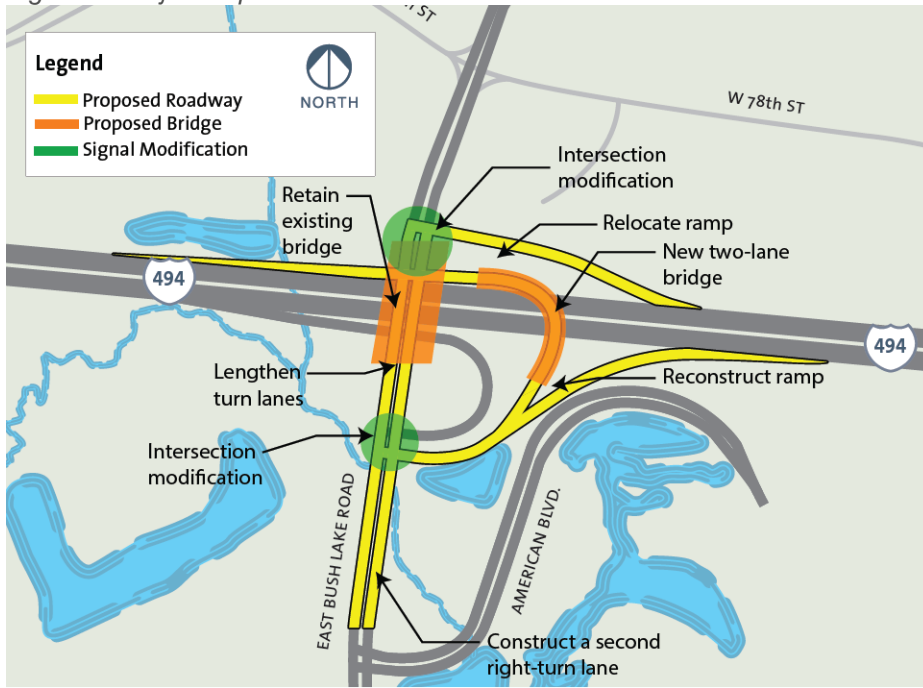 ST
Legend
NORTH
Proposed Roadway
Proposed Bridge
Signal Modification
W 78th ST
Intersection
modification
Retain
existing
bridge
Relocate ramp
New two-lane
bridge
494
494
Lengthen
turn lanes
Reconstruct ramp
Intersection
modification
EAST BUSH LAKE ROAD
AMERICAN BLVD.
Construct a second
right-turn lane